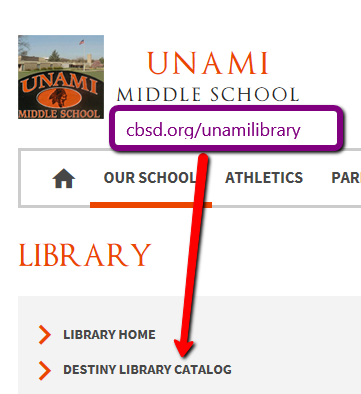 UNAMI
MIDDLE SCHOOL
UNAMI
MIDDLE SCHOOL
cbsd.org/unamilibrary
OUR SCHOOL
ATHLETICS
PAR
LIBRARY
LIBRARY HOME
DESTINY LIBRARY CATALOG